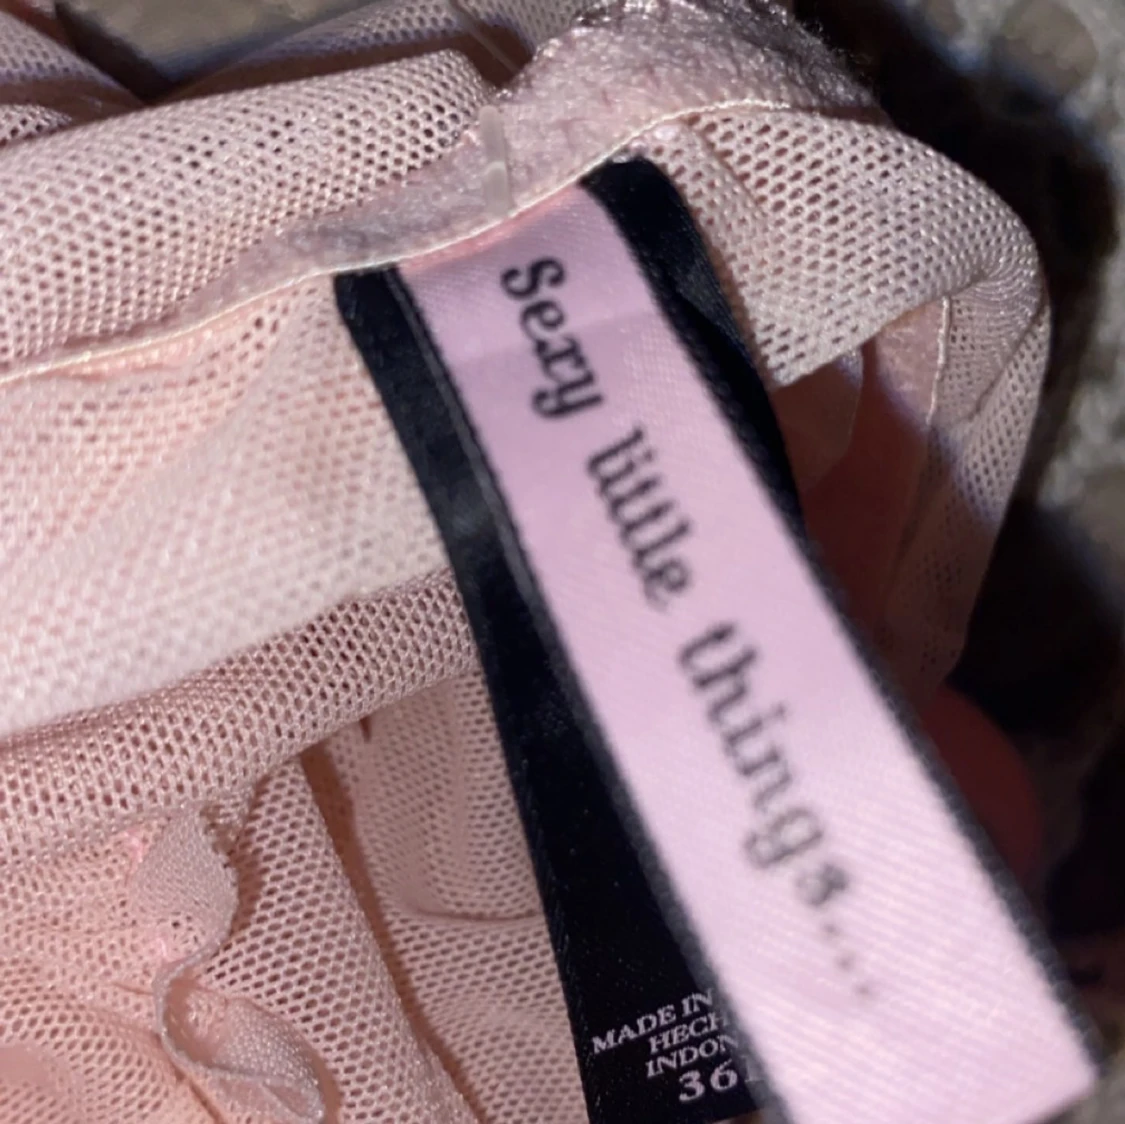 Sexy little things...
MADE IN
HECH
INDON
36